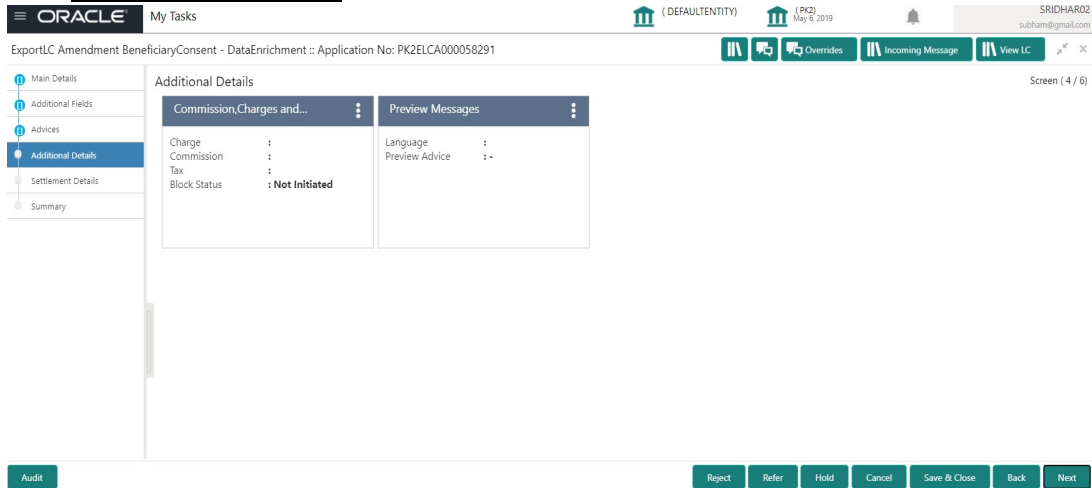 ORACLE®
My Tasks
( DEFAULTENTITY)
( PK2)
May 6, 2019
SRIDHAR02
subham@gmail.com
ExportLC Amendment BeneficiaryConsent - DataEnrichment :: Application No: PK2ELCA000058291
Overrides
Incoming Message
View LC
Main Details
Additional Fields
Advices
Additional Details
Settlement Details
Summary
Additional Details
Screen ( 4 / 6)
Commission,Charges and...
Charge :
Commission :
Tax :
Block Status : Not Initiated
Preview Messages
Language :
Preview Advice : -
Audit
Reject
Refer
Hold
Cancel
Save & Close
Back
Next